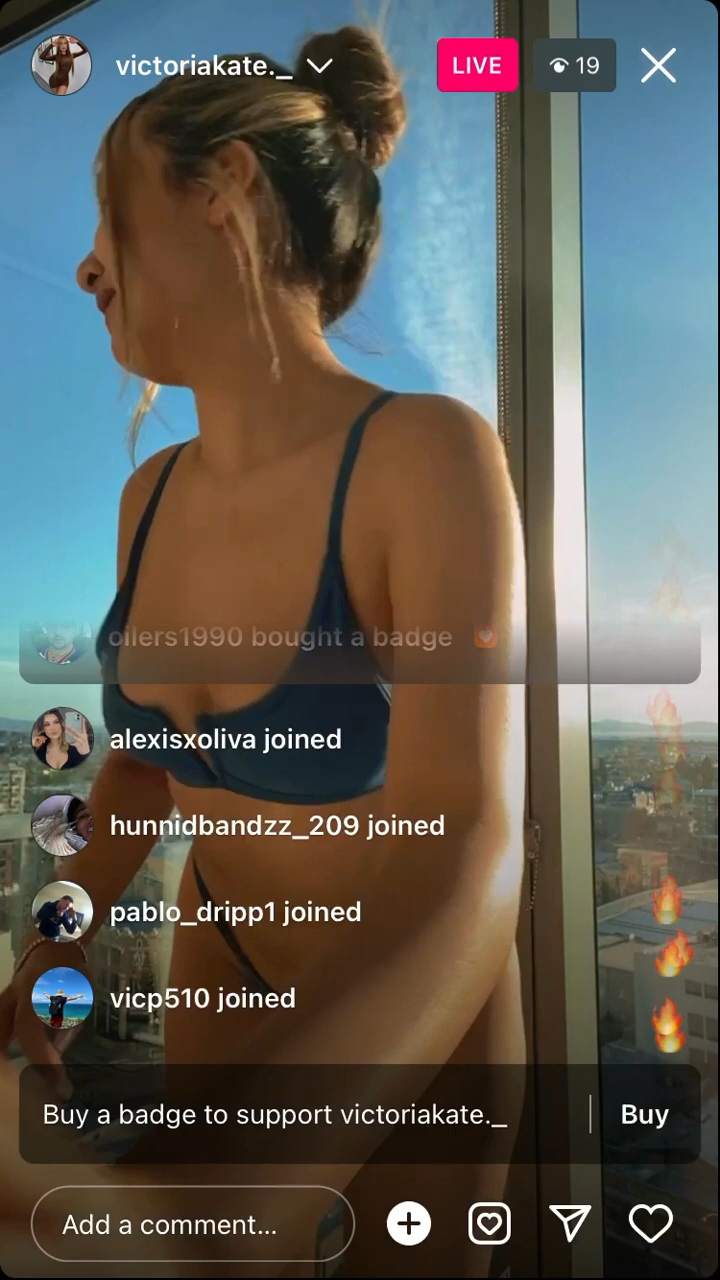 victoriakate._
LIVE
19
oilers1990 bought a badge
alexisxoliva joined
hunnidbandzz_209 joined
pablo_dripp1 joined
vicp510 joined
Buy a badge to support victoriakate._
Buy
Add a comment...